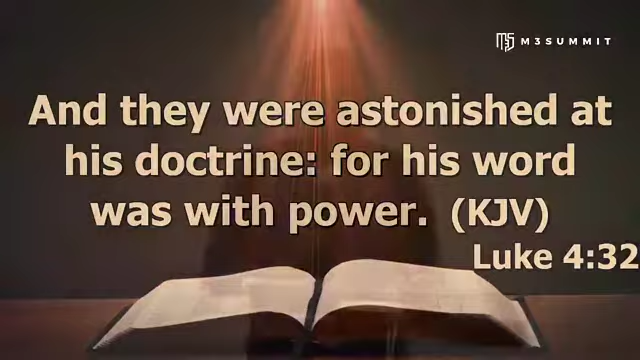 M3SUMMIT
And they were astonished at
his doctrine: for his word
was with power. (KJV)
Luke 4:32